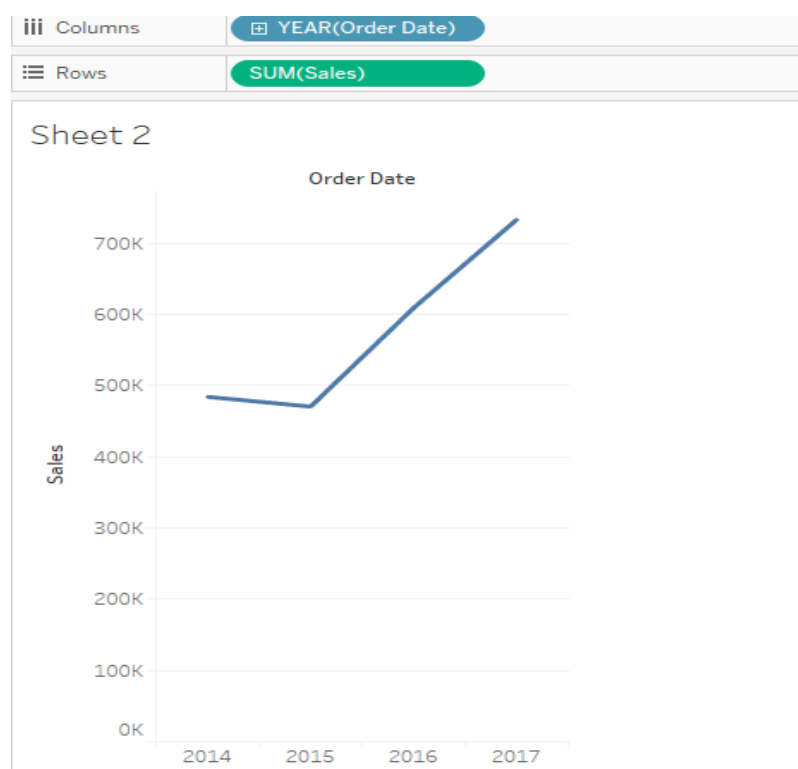 Columns
YEAR(Order Date)
Rows
SUM(Sales)
Sheet 2
Order Date
700K
600K
500K
400K
300K
200K
100K
0K
Sales
2014 2015 2016 2017